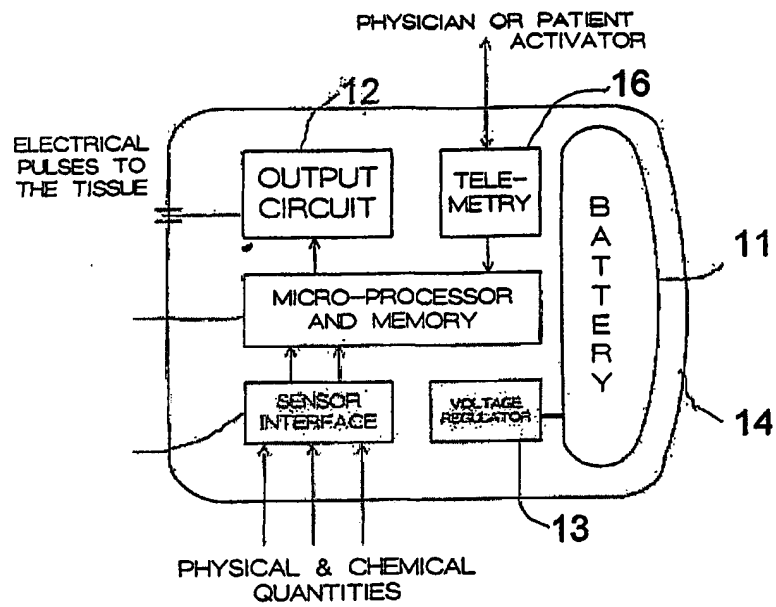 PHYSICIAN OR PATIENT
ACTIVATOR
16
12
ELECTRICAL
PULSES TO
THE TISSUE
OUTPUT
CIRCUIT
TELE-
METRY
BATTERY
11
MICRO-PROCESSOR
AND MEMORY
SENSOR
INTERFACE
VOLTAGE
REGULATOR
14
13
PHYSICAL & CHEMICAL
QUANTITIES